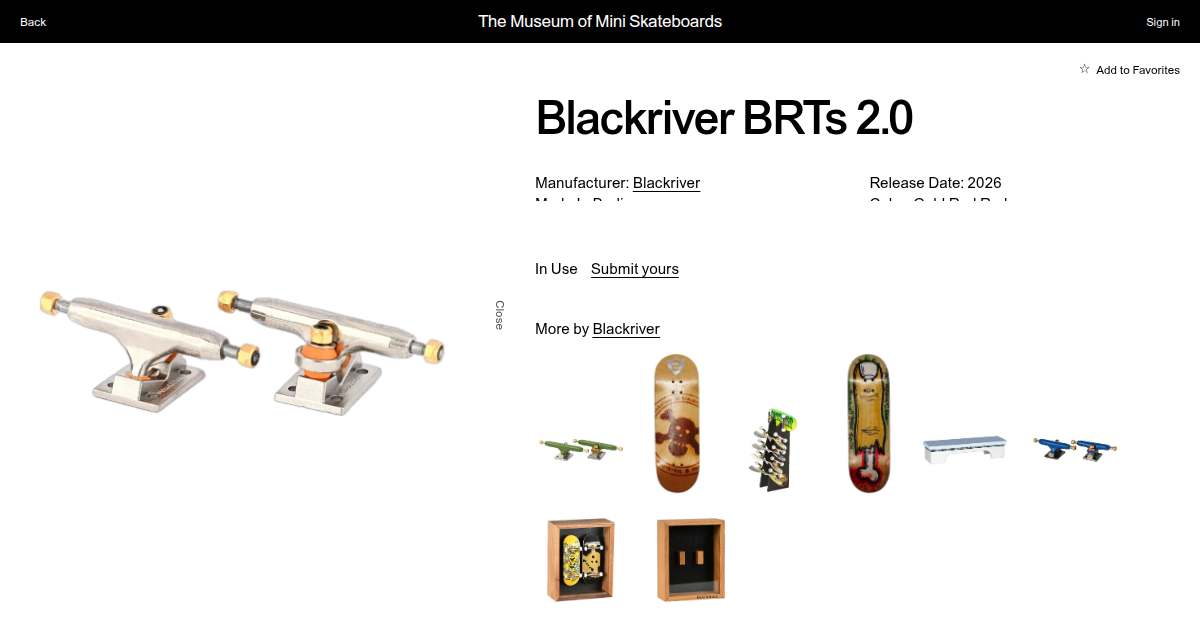 Back
The Museum of Mini Skateboards
Sign in
☆ Add to Favorites
Blackriver BRTs 2.0
Manufacturer: Blackriver
Release Date: 2026
In Use Submit yours
Close
More by Blackriver